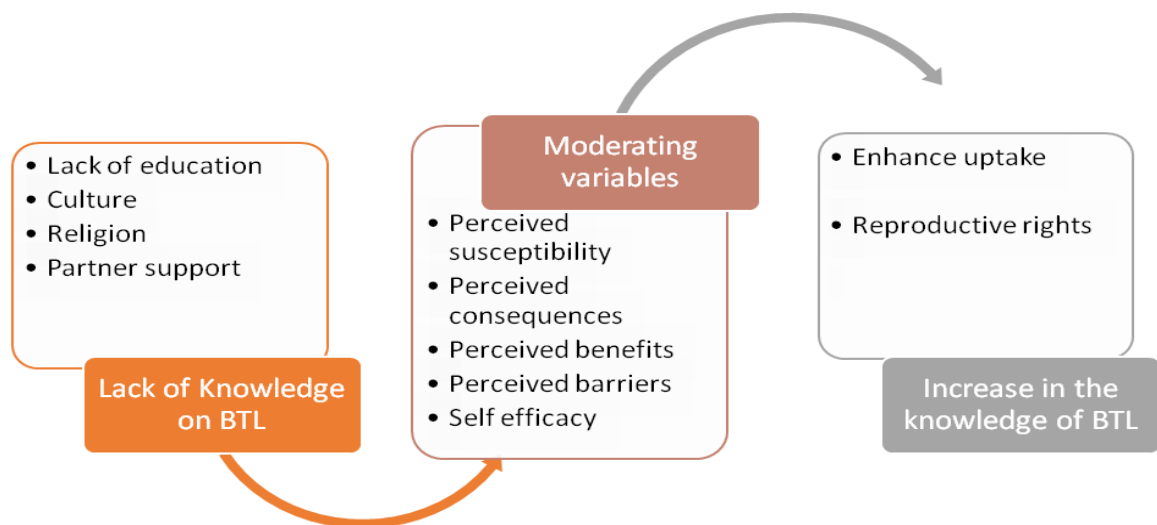 • Lack of education
• Culture
• Religion
• Partner support
Lack of Knowledge
on BTL
Moderating
variables
• Perceived
susceptibility
• Perceived
consequences
• Perceived benefits
• Perceived barriers
• Self efficacy
• Enhance uptake
• Reproductive rights
Increase in the
knowledge of BTL